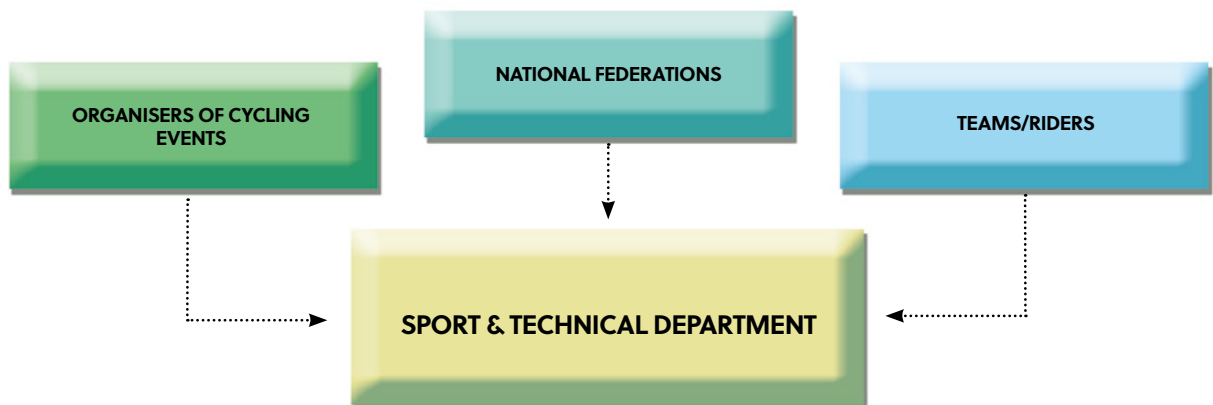 NATIONAL FEDERATIONS
ORGANISERS OF CYCLING
EVENTS
TEAMS/RIDERS
SPORT & TECHNICAL DEPARTMENT